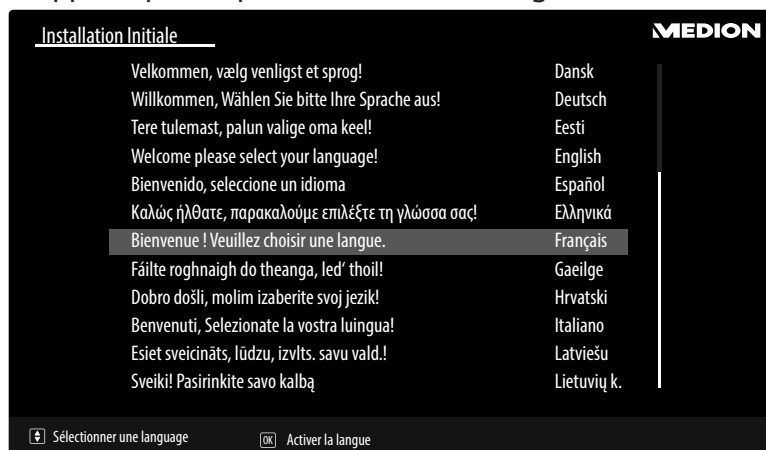 Installation Initiale
MEDION
Velkommen, vælg venligst et sprog! Dansk
Willkommen, Wählen Sie bitte Ihre Sprache aus! Deutsch
Tere tulemast, palun valige oma keel! Eesti
Welcome please select your language! English
Bienvenido, seleccione un idioma Español
Καλώς ήλθατε, παρακαλούμε επιλέξτε τη γλώσσα σας! Ελληνικά
Bienvenue ! Veuillez choisir une langue. Français
Fáilte roghnaigh do theanga, led‘ thoil! Gaeilge
Dobro došli, molim izaberite svoj jezik! Hrvatski
Benvenuti, Selezionate la vostra luingua! Italiano
Esiet sveicināts, lūdzu, izvlts. savu vald.! Latviešu
Sveiki! Pasirinkite savo kalbą Lietuvių k.
Sélectionner une language OK Activer la langue